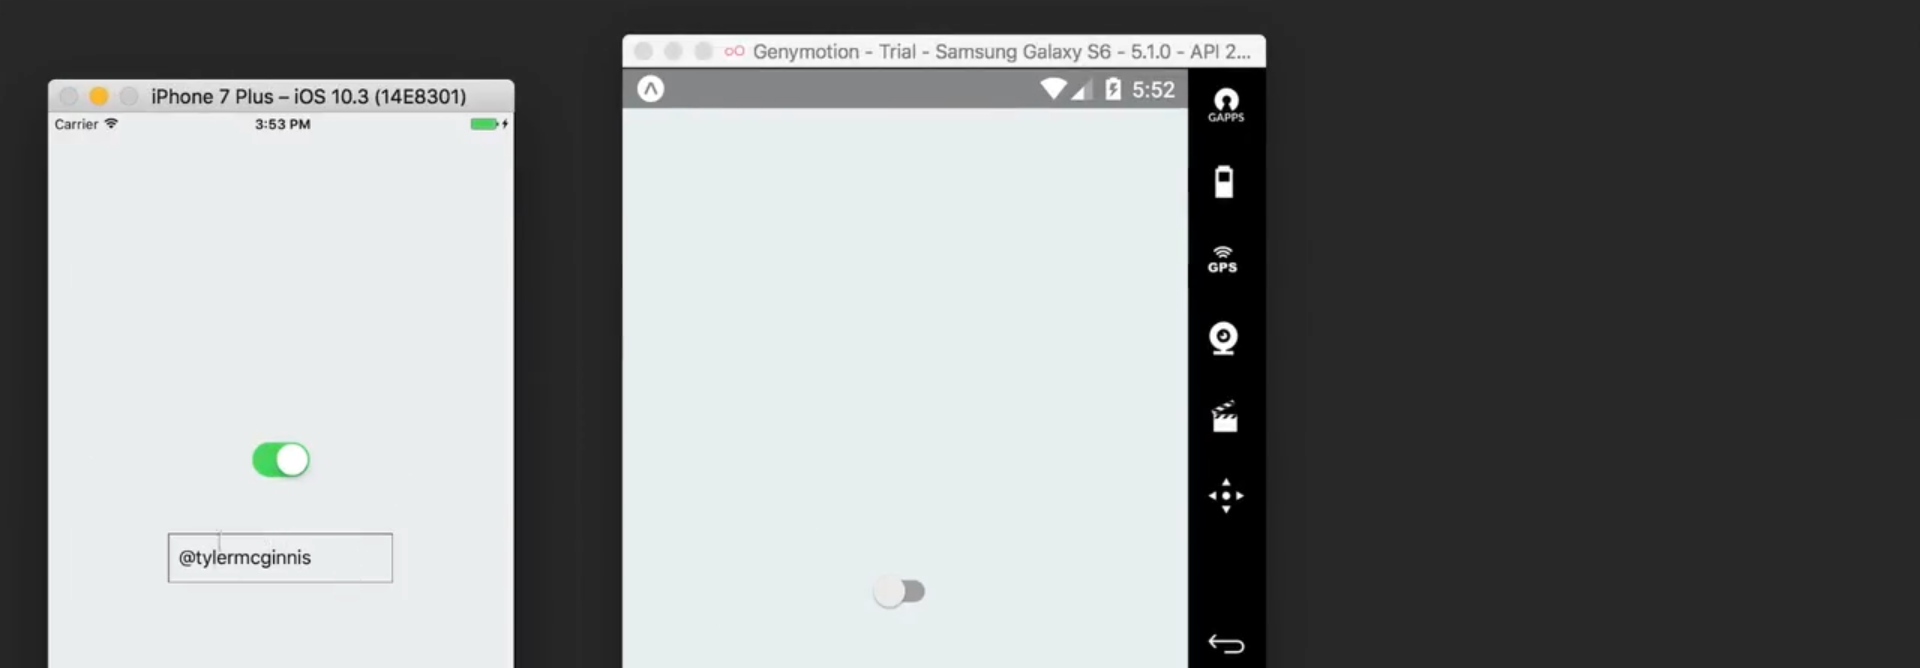 Genymotion - Trial - Samsung Galaxy S6 - 5.1.0 - API 2...
iPhone 7 Plus – iOS 10.3 (14E8301)
5:52
GAPPS
Carrier
3:53 PM
GPS
@tylermcginnis